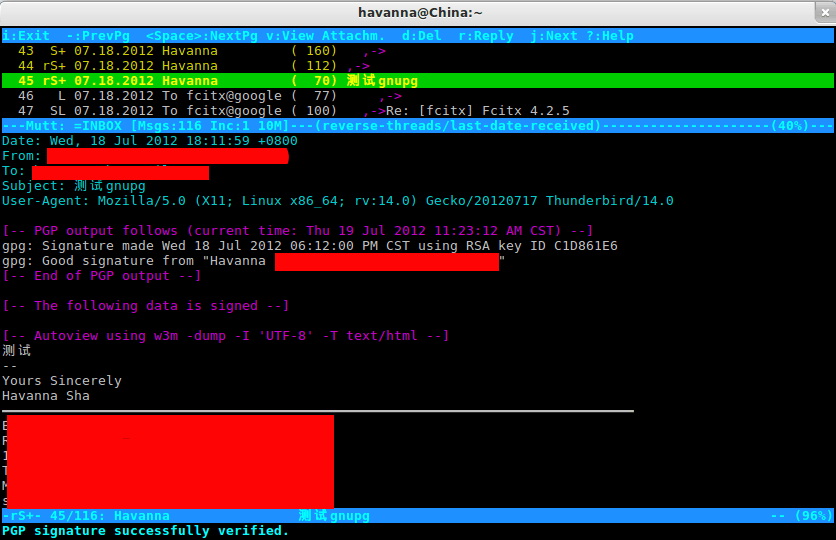 havanna@China:~
i:Exit  -:PrevPg  <Space>:NextPg v:View Attachm.  d:Del  r:Reply  j:Next ?:Help
43  S+ 07.18.2012 Havanna         ( 160)   ,->
44 rS+ 07.18.2012 Havanna         ( 112) ,->
45 rS+ 07.18.2012 Havanna         (  70) 测试gnupg
46   L 07.18.2012 To fcitx@google (  77)     ,->
47  SL 07.18.2012 To fcitx@google ( 100)   ,->Re: [fcitx] Fcitx 4.2.5
---Mutt: =INBOX [Msgs:116 Inc:1 10M]---(reverse-threads/last-date-received)---------------------(40%)---
Date: Wed, 18 Jul 2012 18:11:59 +0800
From:
To:
Subject: 测试gnupg
User-Agent: Mozilla/5.0 (X11; Linux x86_64; rv:14.0) Gecko/20120717 Thunderbird/14.0
[-- PGP output follows (current time: Thu 19 Jul 2012 11:23:12 AM CST) --]
gpg: Signature made Wed 18 Jul 2012 06:12:00 PM CST using RSA key ID C1D861E6
gpg: Good signature from "Havanna "
[-- End of PGP output --]
[-- The following data is signed --]
[-- Autoview using w3m -dump -I 'UTF-8' -T text/html --]
测试
--
Yours Sincerely
Havanna Sha
-rS+- 45/116: Havanna                测试gnupg                -- (96%)
PGP signature successfully verified.